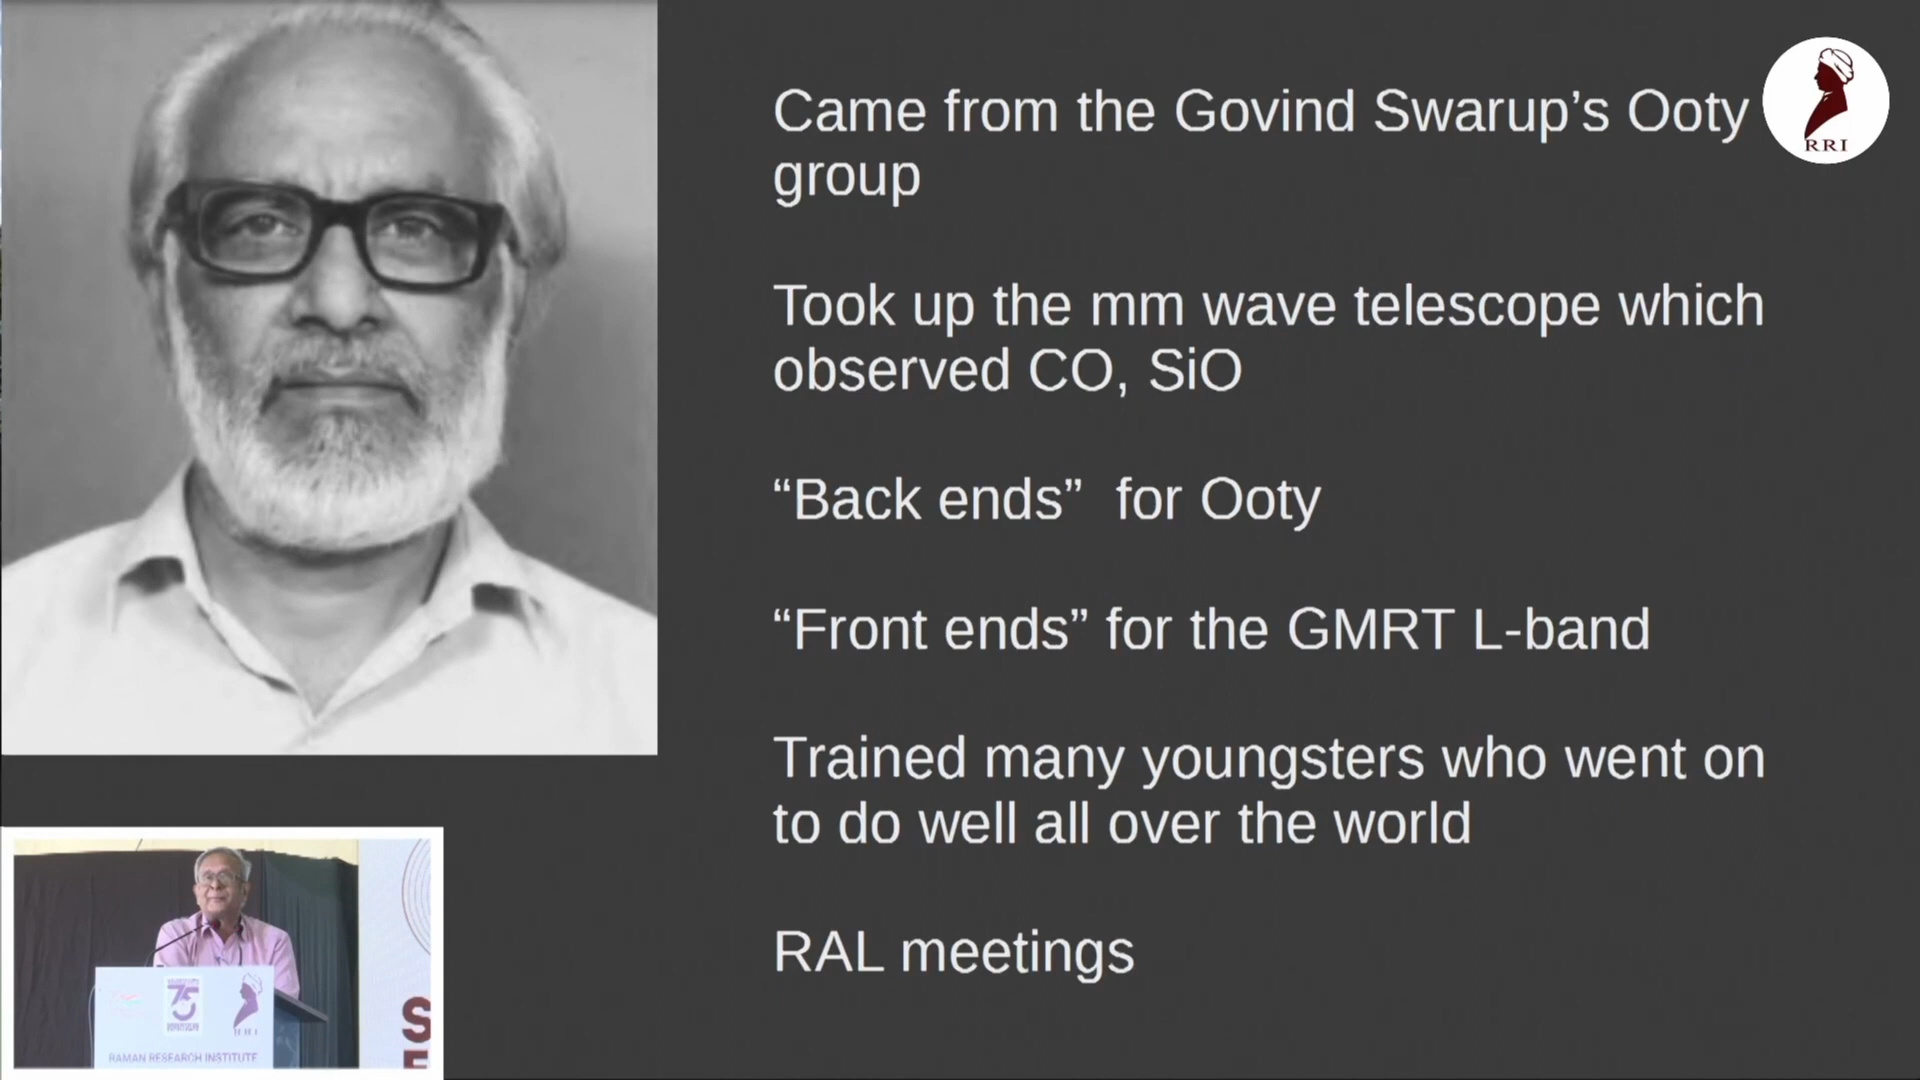 Came from the Govind Swarup’s Ooty
group
Took up the mm wave telescope which
observed CO, SiO
“Back ends”  for Ooty
“Front ends” for the GMRT L-band
Trained many youngsters who went on
to do well all over the world
RAL meetings
RRI
75
RAMAN RESEARCH INSTITUTE